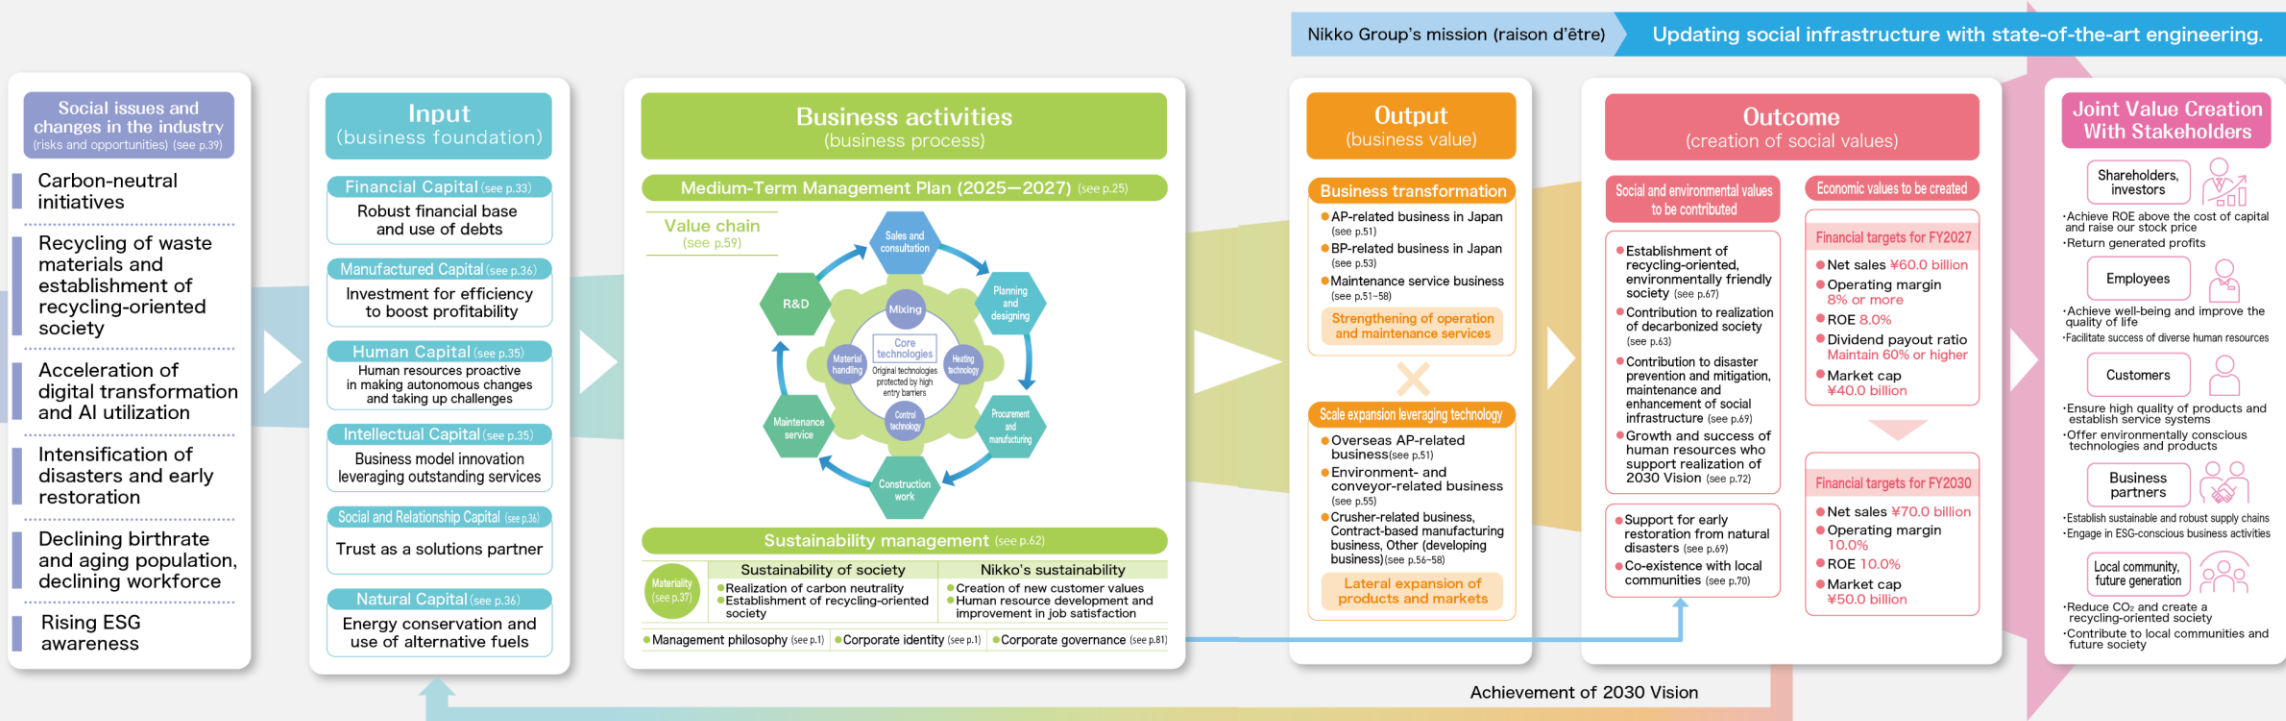 Nikko Group's mission (raison d'être)
Updating social infrastructure with state-of-the-art engineering.
Social issues and
changes in the industry
(risks and opportunities) (see p.39)
Carbon-neutral
initiatives
Recycling of waste
materials and
establishment of
recycling-oriented
society
Acceleration of
digital transformation
and AI utilization
Intensification of
disasters and early
restoration
Declining birthrate
and aging population,
declining workforce
Rising ESG
awareness
Input
(business foundation)
Financial Capital (see p.33)
Robust financial base
and use of debts
Manufactured Capital (see p.36)
Investment for efficiency
to boost profitability
Human Capital (see p.35)
Human resources proactive
in making autonomous changes
and taking up challenges
Intellectual Capital (see p.35)
Business model innovation
leveraging outstanding services
Social and Relationship Capital (see p.36)
Trust as a solutions partner
Natural Capital (see p.36)
Energy conservation and
use of alternative fuels
Business activities
(business process)
Medium-Term Management Plan (2025—2027) (see p.25)
Value chain
(see p.59)
Sales and
consultation
Planning
and
designing
Procurement
and
manufacturing
Construction
work
Maintenance
service
R&D
Mixing
Heating
technology
Control
technology
Material
handling
Core
technologies
Original technologies
protected by high
entry barriers
Sustainability management (see p.62)
Materiality
(see p.37)
Sustainability of society
●Realization of carbon neutrality
●Establishment of recycling-oriented
society
Nikko's sustainability
●Creation of new customer values
●Human resource development and
improvement in job satisfaction
●Management philosophy (see p.1)
●Corporate identity (see p.1)
●Corporate governance (see p.81)
Output
(business value)
Business transformation
●AP-related business in Japan
(see p.51)
●BP-related business in Japan
(see p.53)
●Maintenance service business
(see p.51–58)
Strengthening of operation
and maintenance services
×
Scale expansion leveraging technology
●Overseas AP-related
business(see p.51)
●Environment- and
conveyor-related business
(see p.55)
●Crusher-related business,
Contract-based manufacturing
business, Other (developing
business)(see p.56–58)
Lateral expansion of
products and markets
Outcome
(creation of social values)
Social and environmental values
to be contributed
●Establishment of
recycling-oriented,
environmentally friendly
society (see p.67)
●Contribution to realization
of decarbonized society
(see p.63)
●Contribution to disaster
prevention and mitigation,
maintenance and
enhancement of social
infrastructure (see p.69)
●Growth and success of
human resources who
support realization of
2030 Vision (see p.72)
●Support for early
restoration from natural
disasters (see p.69)
●Co-existence with local
communities (see p.70)
Economic values to be created
Financial targets for FY2027
●Net sales ¥60.0 billion
●Operating margin
8% or more
●ROE 8.0%
●Dividend payout ratio
Maintain 60% or higher
●Market cap
¥40.0 billion
Financial targets for FY2030
●Net sales ¥70.0 billion
●Operating margin
10.0%
●ROE 10.0%
●Market cap
¥50.0 billion
Joint Value Creation
With Stakeholders
Shareholders,
investors
・Achieve ROE above the cost of capital
and raise our stock price
・Return generated profits
Employees
・Achieve well-being and improve the
quality of life
・Facilitate success of diverse human resources
Customers
・Ensure high quality of products and
establish service systems
・Offer environmentally conscious
technologies and products
Business
partners
・Establish sustainable and robust supply chains
・Engage in ESG-conscious business activities
Local community,
future generation
・Reduce CO₂ and create a
recycling-oriented society
・Contribute to local communities and
future society
Achievement of 2030 Vision